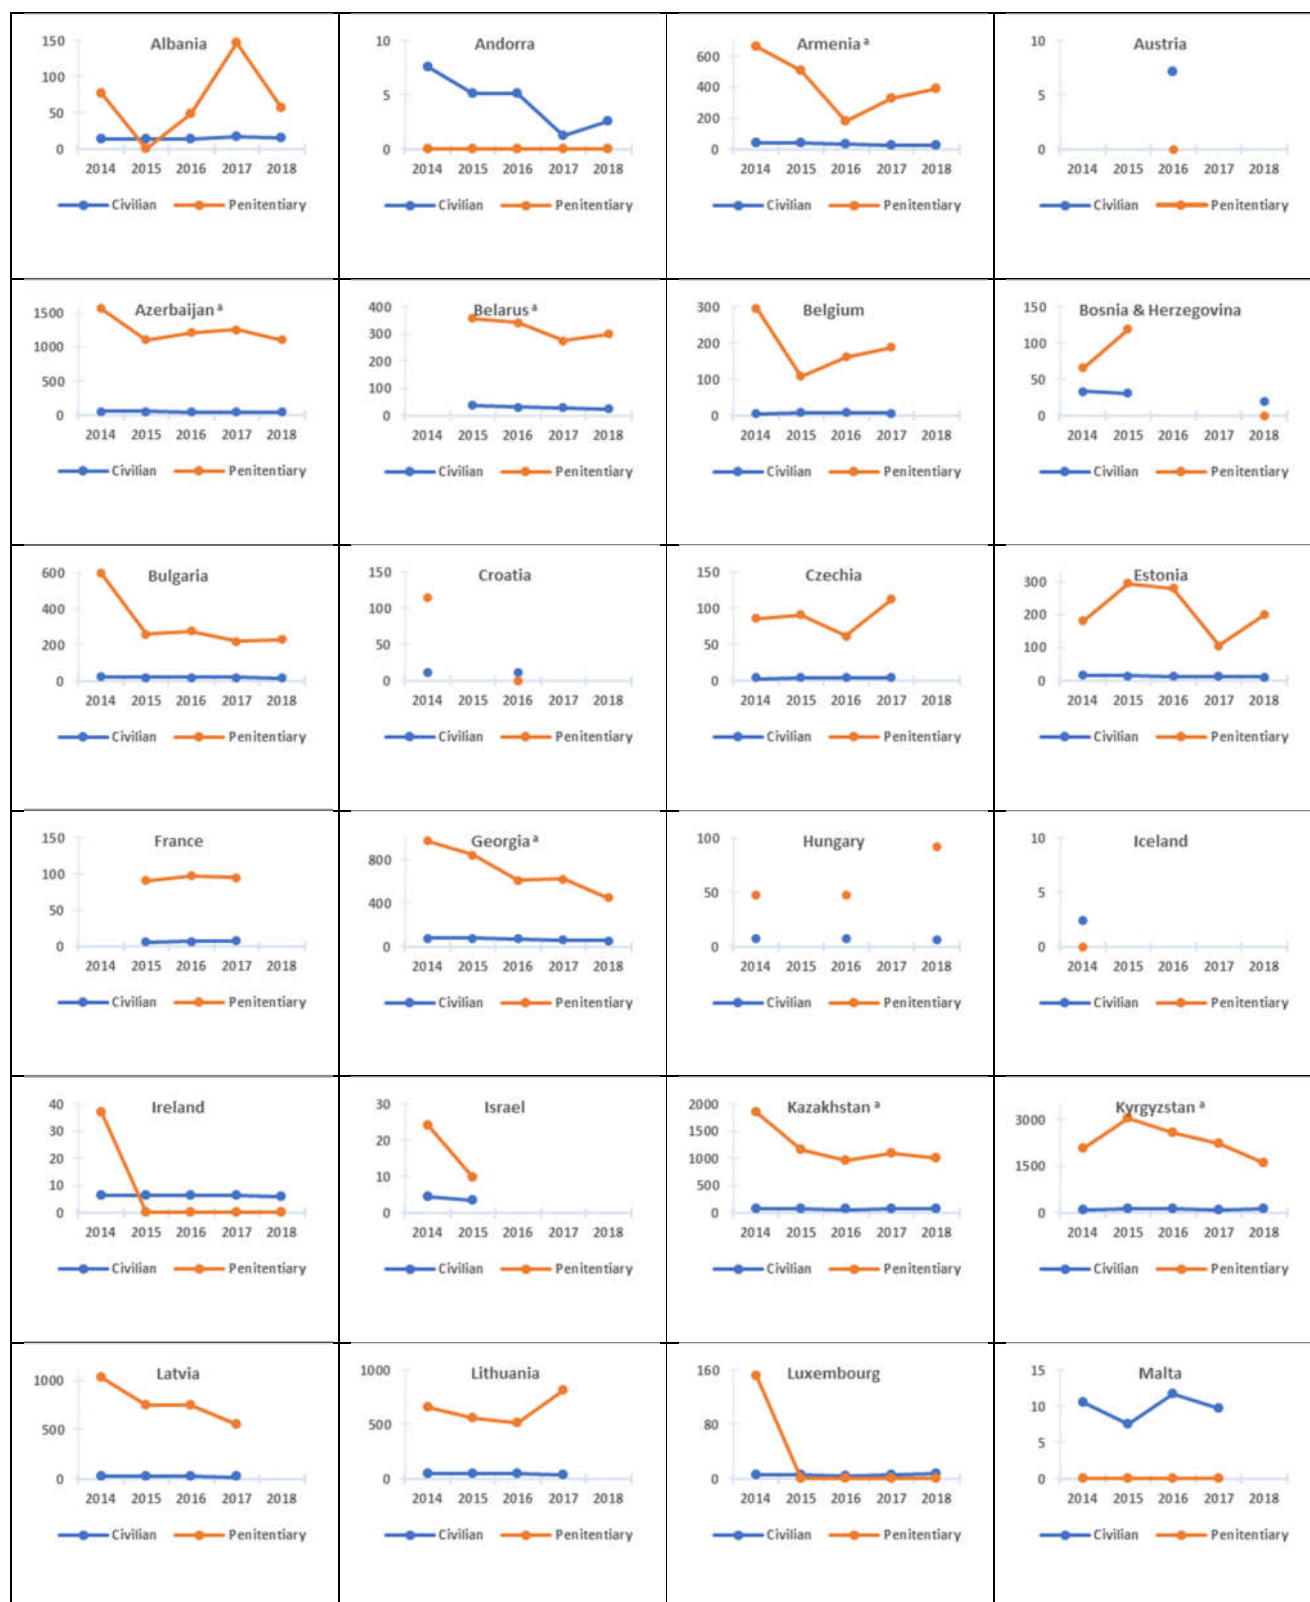 Albania
150
100
50
0
2014 2015 2016 2017 2018
Civilian Penitentiary
Andorra
10
5
0
2014 2015 2016 2017 2018
Civilian Penitentiary
Armenia ª
600
400
200
0
2014 2015 2016 2017 2018
Civilian Penitentiary
Austria
10
5
0
2014 2015 2016 2017 2018
Civilian Penitentiary
Azerbaijan ª
1500
1000
500
0
2014 2015 2016 2017 2018
Civilian Penitentiary
Belarus ª
400
300
200
100
0
2014 2015 2016 2017 2018
Civilian Penitentiary
Belgium
300
200
100
0
2014 2015 2016 2017 2018
Civilian Penitentiary
Bosnia & Herzegovina
150
100
50
0
2014 2015 2016 2017 2018
Civilian Penitentiary
Bulgaria
600
400
200
0
2014 2015 2016 2017 2018
Civilian Penitentiary
Croatia
150
100
50
0
2014 2015 2016 2017 2018
Civilian Penitentiary
Czechia
150
100
50
0
2014 2015 2016 2017 2018
Civilian Penitentiary
Estonia
300
200
100
0
2014 2015 2016 2017 2018
Civilian Penitentiary
France
150
100
50
0
2014 2015 2016 2017 2018
Civilian Penitentiary
Georgia ª
800
400
0
2014 2015 2016 2017 2018
Civilian Penitentiary
Hungary
100
50
0
2014 2015 2016 2017 2018
Civilian Penitentiary
Iceland
10
5
0
2014 2015 2016 2017 2018
Civilian Penitentiary
Ireland
40
30
20
10
0
2014 2015 2016 2017 2018
Civilian Penitentiary
Israel
30
20
10
0
2014 2015 2016 2017 2018
Civilian Penitentiary
Kazakhstan ª
2000
1500
1000
500
0
2014 2015 2016 2017 2018
Civilian Penitentiary
Kyrgyzstan ª
3000
1500
0
2014 2015 2016 2017 2018
Civilian Penitentiary
Latvia
1000
500
0
2014 2015 2016 2017 2018
Civilian Penitentiary
Lithuania
1000
500
0
2014 2015 2016 2017 2018
Civilian Penitentiary
Luxembourg
160
80
0
2014 2015 2016 2017 2018
Civilian Penitentiary
Malta
15
10
5
0
2014 2015 2016 2017 2018
Civilian Penitentiary